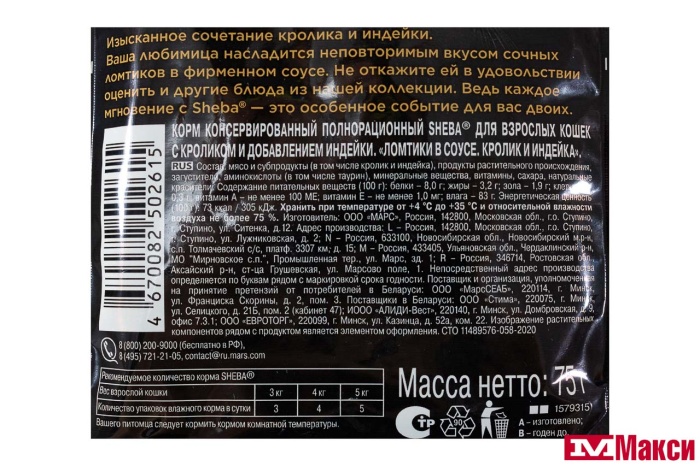 Изысканное сочетание кролика и индейки.
Ваша любимица насладится неповторимым вкусом сочных
ломтиков в фирменном соусе. Не откажите ей в удовольствии
оценить и другие блюда из нашей коллекции. Ведь каждое
мгновение с Sheba® — это особенное событие для вас двоих.
КОРМ КОНСЕРВИРОВАННЫЙ ПОЛНОРАЦИОННЫЙ SHEBA® ДЛЯ ВЗРОСЛЫХ КОШЕК
С КРОЛИКОМ И ДОБАВЛЕНИЕМ ИНДЕЙКИ. «ЛОМТИКИ В СОУСЕ. КРОЛИК И ИНДЕЙКА».
RUS Состав: мясо и субпродукты (в том числе кролик и индейка), продукты растительного происхождения,
загустители, аминокислоты (в том числе таурин), минеральные вещества, витамины, сахара, натуральные
красители. Содержание питательных веществ (100 г): белки – 8,0 г; жиры – 3,2 г; зола – 1,9 г;
0,3 г; витамин А – не менее 100 МЕ; витамин Е – не менее 1,0 мг; влага – 83 г. Энергетическая ценность
(100 г): 73 ккал / 305 кДж. Хранить при температуре от +4 °C до +35 °C и относительной влажности
воздуха не более 75 %. Изготовитель: ООО «МАРС», Россия, 142800, Московская обл., г.о. Ступино,
г. Ступино, ул. Ситенка, д.12. Адреса производства: L – Россия, 142800, Московская обл., г.о. Ступино,
г. Ступино, ул. Лужниковская, д. 2; N – Россия, 633100, Новосибирская обл., Новосибирский м.р-н,
с.п. Толмачевский с/с, платф. 3307 км, д. 15; M – Россия, 433405, Ульяновская обл., Чердаклинский р-н,
МО "Мирновское с.п.", Промышленная тер., ул. Марс, зд. 1; R – Россия, 346714, Ростовская обл.,
Аксайский р-н, ст-ца Грушевская, ул. Марсово поле, 1. Непосредственный адрес производства
определяется по буквам рядом с маркировкой срока годности. Поставщик и организация, уполномоченная
на принятие претензий от потребителей в Беларуси: ООО «МарсСЕАБ», 220114, г. Минск,
ул. Франциска Скорины, д. 2, пом. 3. Поставщики в Беларуси: ООО «Стима», 220075, г. Минск,
ул. Селицкого, д. 21Б, пом. 2 (кабинет 47); ИООО «АЛИДИ-Вест», 220140, г. Минск, ул. Домбровская, д. 9,
офис 7.3.1; ООО «ЕВРОТОРГ», 220099, г. Минск, ул. Казинца, д. 52а, ком. 22. Изображение растительных
компонентов рядом с продуктом является элементом оформления. СТО 11489576-058-2020
4 670082 502615
8 (800) 200-9000 (бесплатно в РФ),
8 (495) 721-21-05, contact@ru.mars.com
Рекомендуемое количество корма SHEBA®
Вес взрослой кошки 3 кг 4 кг 5 кг
Количество упаковок влажного корма в сутки 3 4 5
Вашего питомца следует кормить кормом комнатной температуры.
Масса нетто: 75 г
СТР
90
1579315
А – изготовлено;
В – годен до.
Макси